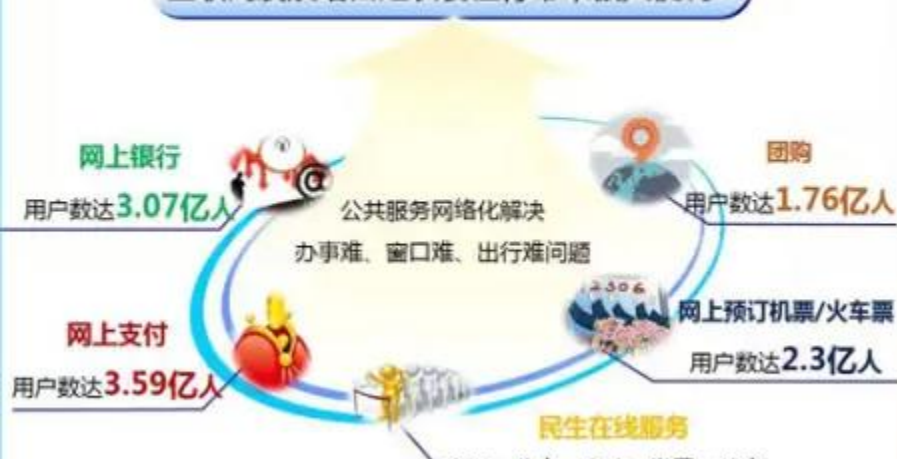 网上银行
用户数达3.07亿人
团购
用户数达1.76亿人
公共服务网络化解决
办事难、窗口难、出行难问题
网上预订机票/火车票
用户数达2.3亿人
网上支付
用户数达3.59亿人
民生在线服务